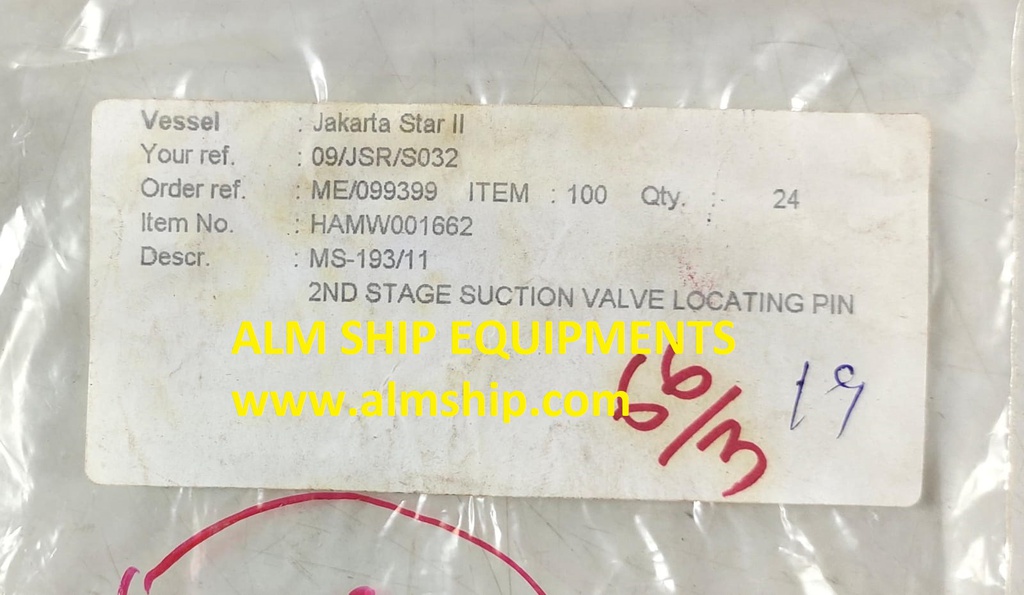 Vessel : Jakarta Star II
Your ref. : 09/JSR/S032
Order ref. : ME/099399 ITEM : 100 Qty. : 24
Item No. : HAMW001662
Descr. : MS-193/11
2ND STAGE SUCTION VALVE LOCATING PIN
ALM SHIP EQUIPMENTS
www.almship.com
66/3
19